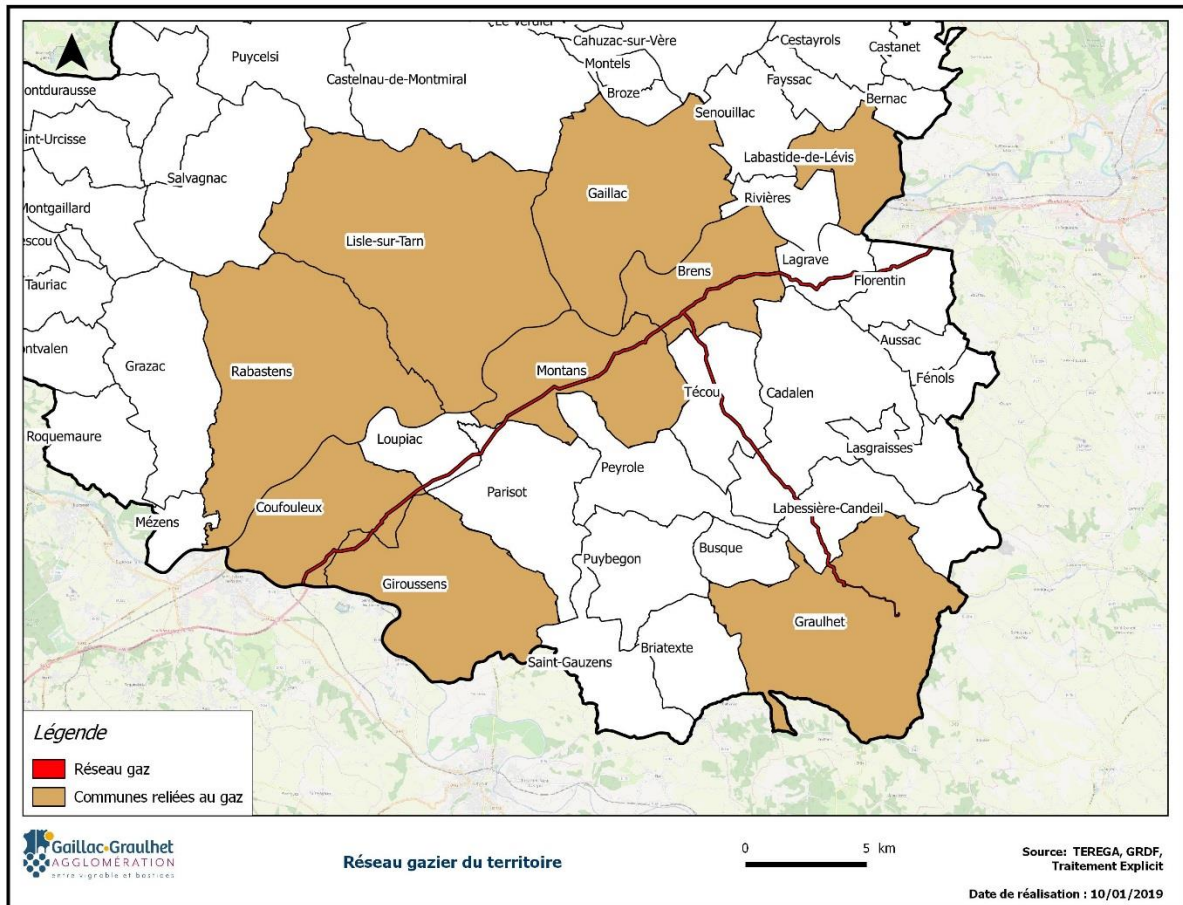 Le Verdier
Puycelsi
Cahuzac-sur-Vère
Cestayrols
Castanet
Castelnau-de-Montmiral
Montels
Fayssac
ontdurausse
Broze
Bernac
Senouillac
int-Urcisse
Labastide-de-Lévis
Salvagnac
Gaillac
Rivières
Montgaillard
Lisle-sur-Tarn
escou
Lagrave
Brens
Tauriac
Florentin
Aussac
ontvalen
Grazac
Rabastens
Montans
Fénols
Técou
Cadalen
Roquemaure
Loupiac
Lasgraisses
Peyrole
Parisot
Coufouleux
Labessière-Candeil
Mézens
Busque
Puybegon
Giroussens
Graulhet
Briatexte
Saint-Gauzens
Légende
Réseau gaz
Communes reliées au gaz
Gaillac•Graulhet
AGGLOMÉRATION
entre vignoble et bastides
Réseau gazier du territoire
0 5 km
Source: TEREGA, GRDF,
Traitement Explicit
Date de réalisation : 10/01/2019